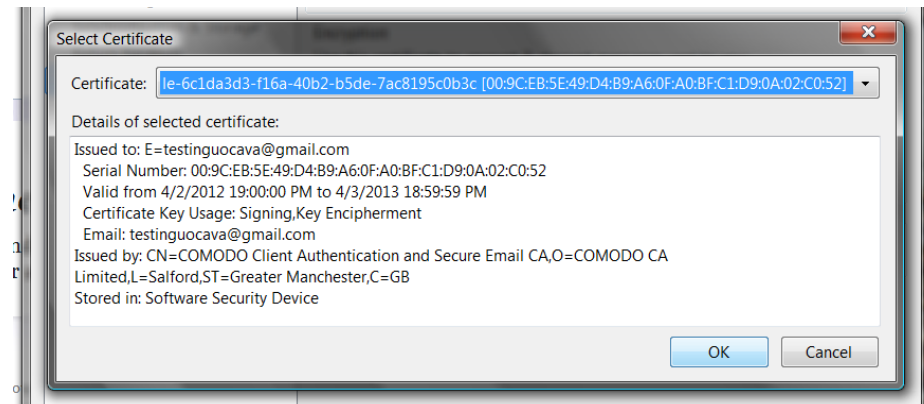 Select Certificate
Certificate: le-6c1da3d3-f16a-40b2-b5de-7ac8195c0b3c [00:9C:EB:5E:49:D4:B9:A6:0F:A0:BF:C1:D9:0A:02:C0:52]
Details of selected certificate:
Issued to: E=testinguocava@gmail.com
Serial Number: 00:9C:EB:5E:49:D4:B9:A6:0F:A0:BF:C1:D9:0A:02:C0:52
Valid from 4/2/2012 19:00:00 PM to 4/3/2013 18:59:59 PM
Certificate Key Usage: Signing,Key Encipherment
Email: testinguocava@gmail.com
Issued by: CN=COMODO Client Authentication and Secure Email CA,O=COMODO CA
Limited,L=Salford,ST=Greater Manchester,C=GB
Stored in: Software Security Device
OK Cancel